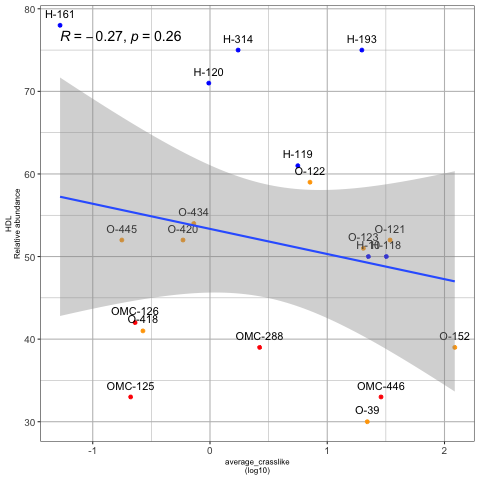 H-161
R = −0.27, p = 0.26
H-314
H-193
H-120
H-119
O-122
O-434
O-445
O-420
O-121
O-123
H-118
OMC-126
O-418
OMC-288
O-152
OMC-125
OMC-446
O-39
80
70
60
50
40
30
-1
0
1
2
HDL
Relative abundance
average_crasslike
(log10)